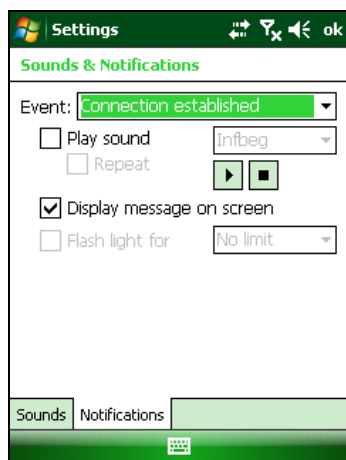 Settings ok
Sounds & Notifications
Event: Connection established
Play sound Infbeg
Repeat
Display message on screen
Flash light for No limit
Sounds Notifications